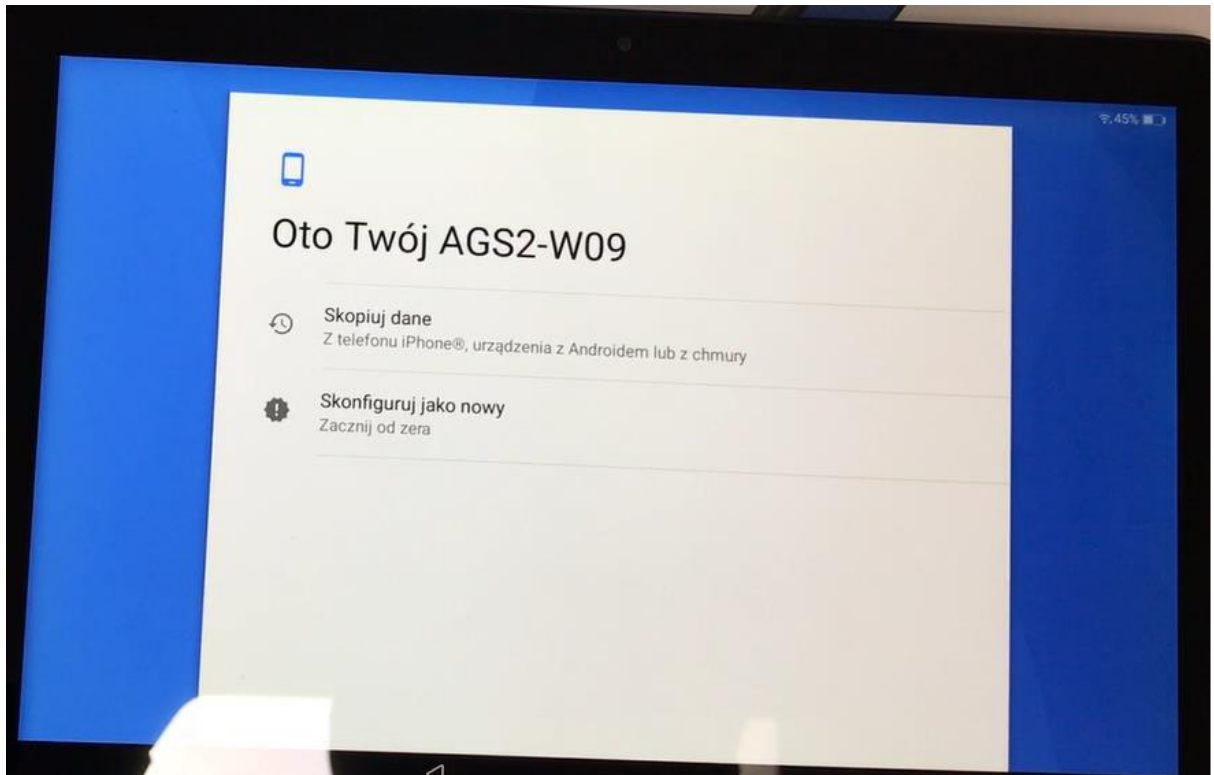 45%
Oto Twój AGS2-W09
Skopiuj dane
Z telefonu iPhone®, urządzenia z Androidem lub z chmury
Skonfiguruj jako nowy
Zacznij od zera